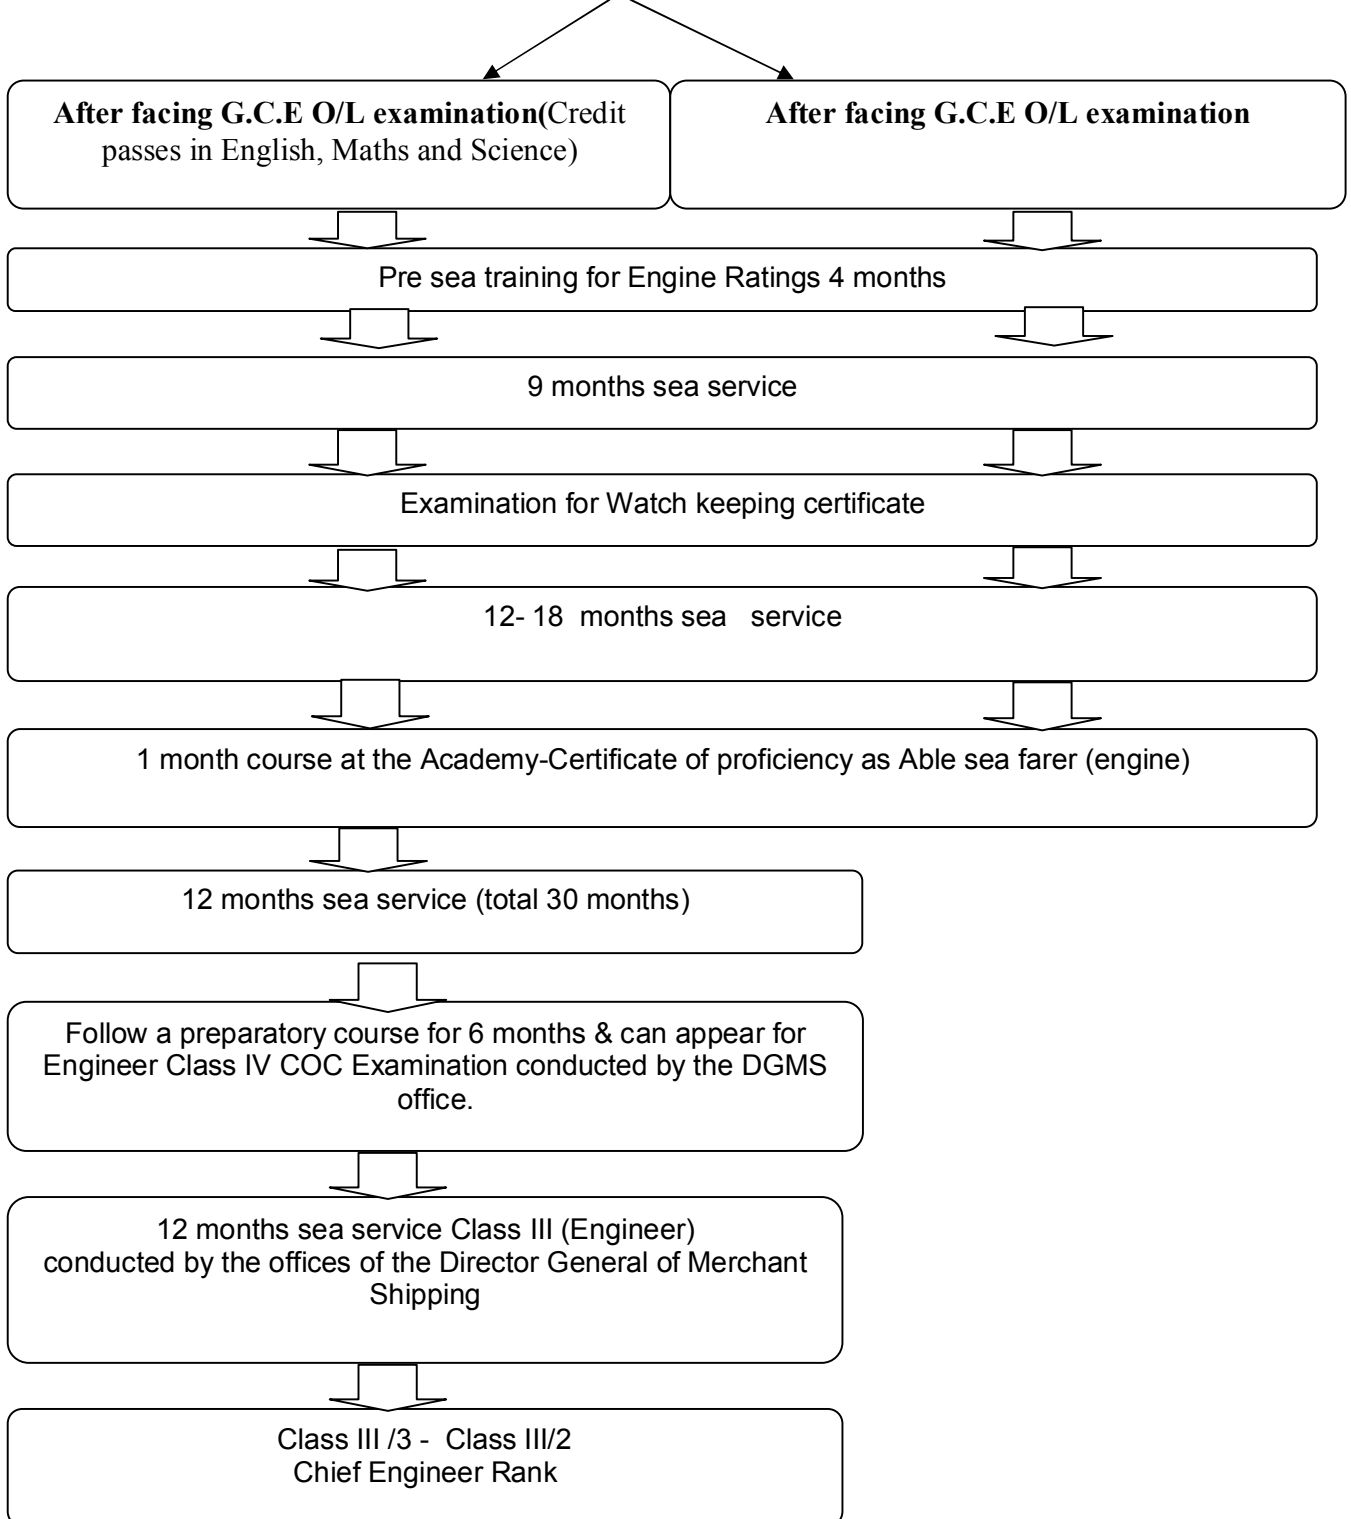 After facing G.C.E O/L examination(Credit
passes in English, Maths and Science)
After facing G.C.E O/L examination
Pre sea training for Engine Ratings 4 months
9 months sea service
Examination for Watch keeping certificate
12- 18 months sea service
1 month course at the Academy-Certificate of proficiency as Able sea farer (engine)
12 months sea service (total 30 months)
Follow a preparatory course for 6 months & can appear for
Engineer Class IV COC Examination conducted by the DGMS
office.
12 months sea service Class III (Engineer)
conducted by the offices of the Director General of Merchant
Shipping
Class III /3 - Class III/2
Chief Engineer Rank